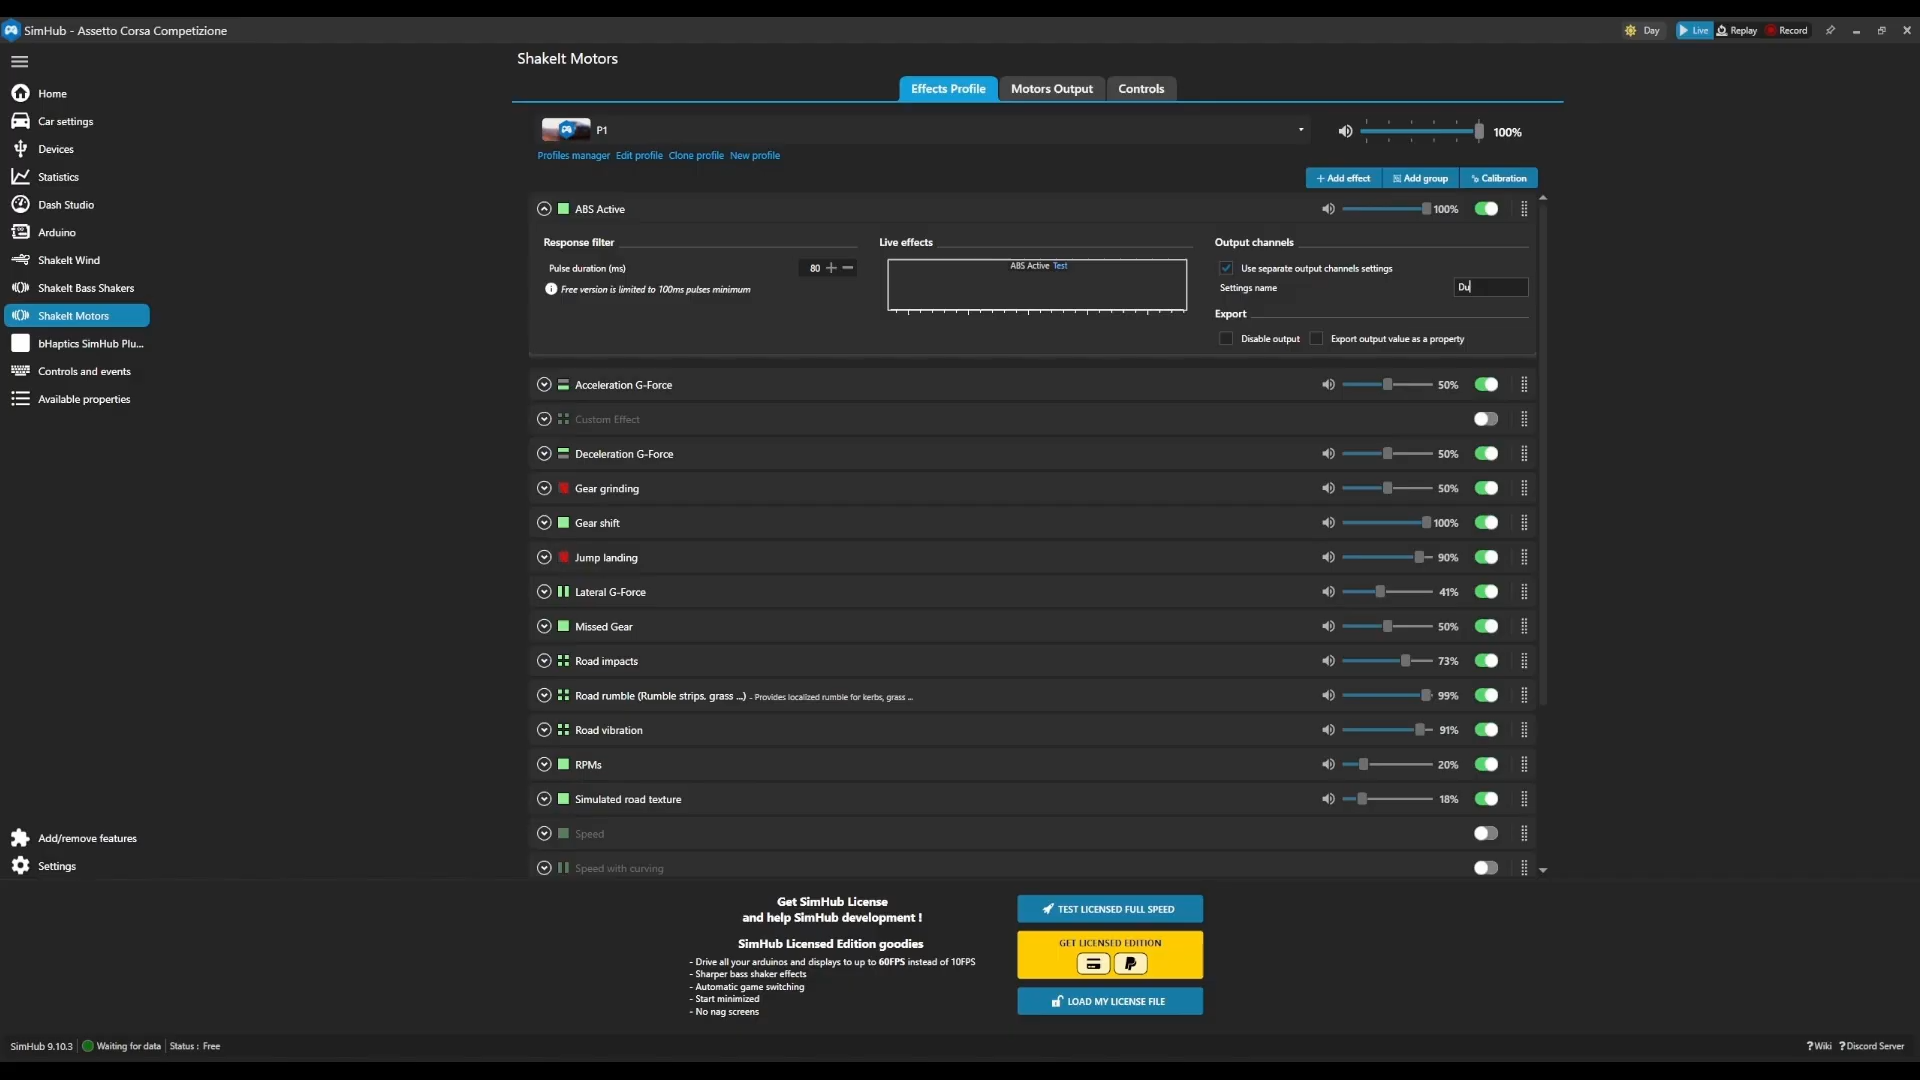 SimHub - Assetto Corsa Competizione
Day
Live
Replay
Record
ShakeIt Motors
Home
Car settings
Devices
Statistics
Dash Studio
Arduino
ShakeIt Wind
ShakeIt Bass Shakers
ShakeIt Motors
bHaptics SimHub Plu...
Controls and events
Available properties
Add/remove features
Settings
Effects Profile
Motors Output
Controls
P1
100%
Profiles manager
Edit profile
Clone profile
New profile
Add effect
Add group
Calibration
ABS Active
100%
Response filter
Pulse duration (ms)
80
Free version is limited to 100ms pulses minimum
Live effects
ABS Active Test
Output channels
Use separate output channels settings
Settings name
Du
Export
Disable output
Export output value as a property
Acceleration G-Force
50%
Custom Effect
Deceleration G-Force
50%
Gear grinding
50%
Gear shift
100%
Jump landing
90%
Lateral G-Force
41%
Missed Gear
50%
Road impacts
73%
Road rumble (Rumble strips, grass ...) - Provides localized rumble for kerbs, grass ...
99%
Road vibration
91%
RPMs
20%
Simulated road texture
18%
Speed
Speed with curving
Get SimHub License
and help SimHub development !
SimHub Licensed Edition goodies
- Drive all your arduinos and displays to up to 60FPS instead of 10FPS
- Sharper bass shaker effects
- Automatic game switching
- Start minimized
- No nag screens
TEST LICENSED FULL SPEED
GET LICENSED EDITION
LOAD MY LICENSE FILE
SimHub 9.10.3
Waiting for data
Status : Free
?Wiki
?Discord Server